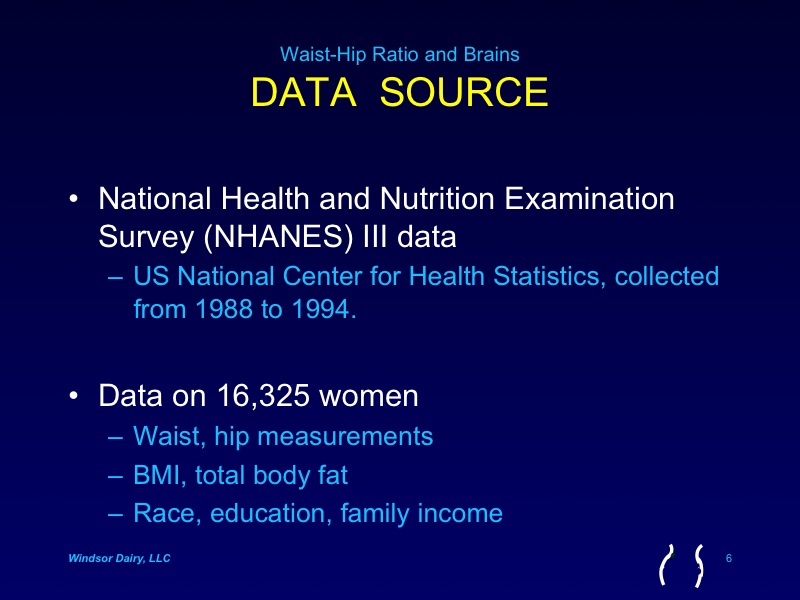 Waist-Hip Ratio and Brains
DATA SOURCE
• National Health and Nutrition Examination
Survey (NHANES) III data
– US National Center for Health Statistics, collected
from 1988 to 1994.
• Data on 16,325 women
– Waist, hip measurements
– BMI, total body fat
– Race, education, family income
Windsor Dairy, LLC
6